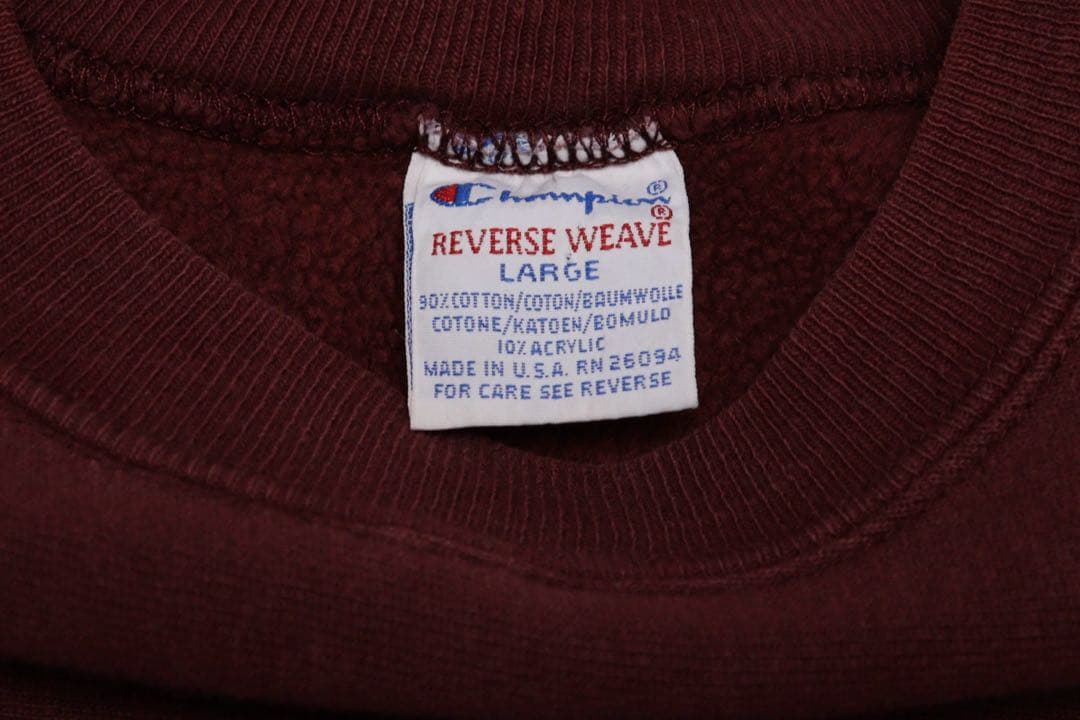 Champion®
REVERSE WEAVE®
LARGE
90% COTTON/COTON/BAUMWOLLE
COTONE/KATOEN/BOMULD
10% ACRYLIC
MADE IN U.S.A. RN 26094
FOR CARE SEE REVERSE